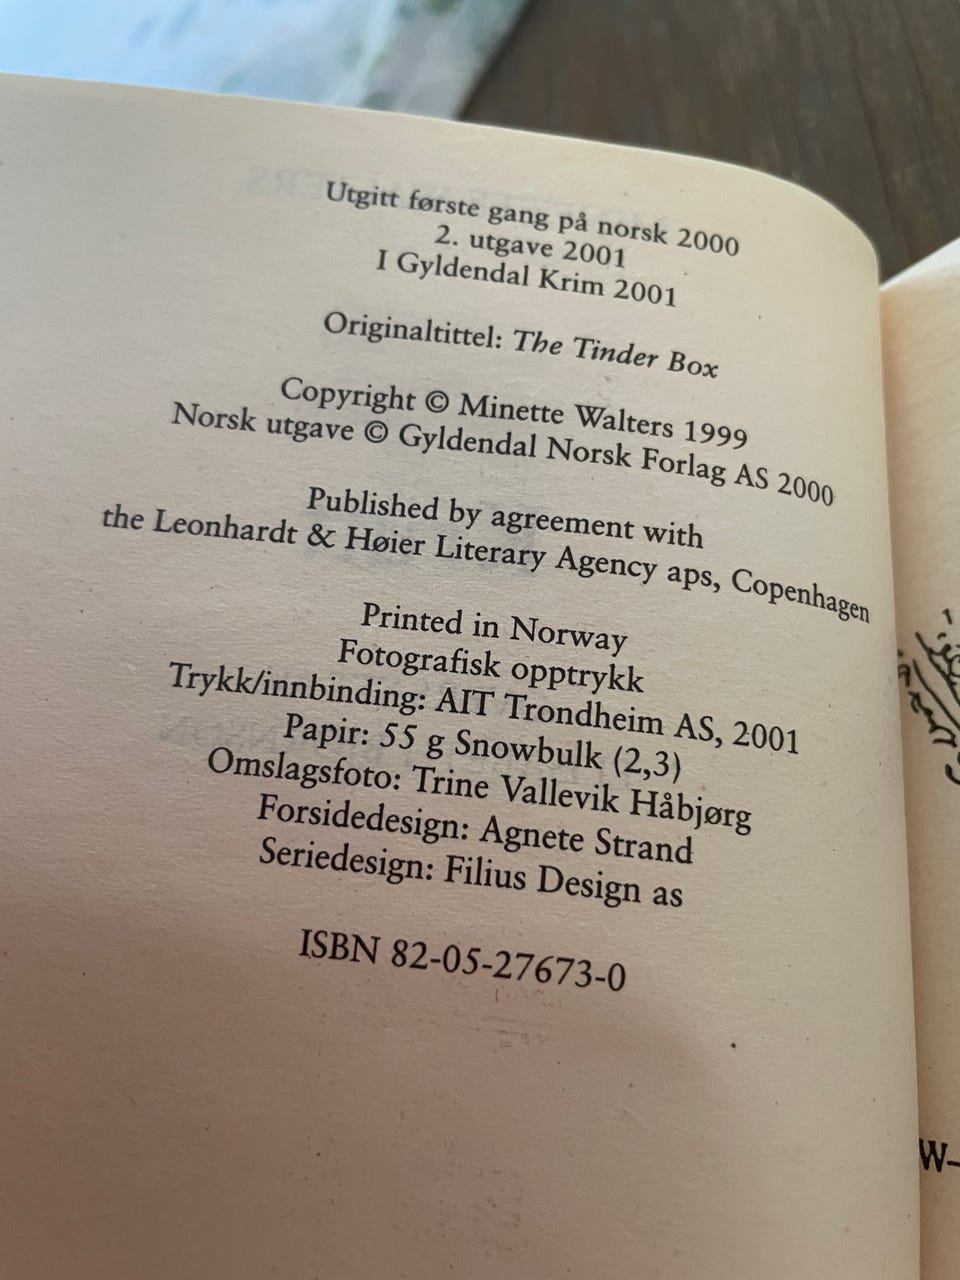 Utgitt første gang på norsk 2000
2. utgave 2001
I Gyldendal Krim 2001
Originaltittel: The Tinder Box
Copyright © Minette Walters 1999
Norsk utgave © Gyldendal Norsk Forlag AS 2000
Published by agreement with
the Leonhardt & Høier Literary Agency aps, Copenhagen
Printed in Norway
Fotografisk opptrykk
Trykk/innbinding: AIT Trondheim AS, 2001
Papir: 55 g Snowbulk (2,3)
Omslagsfoto: Trine Vallevik Håbjørg
Forsidedesign: Agnete Strand
Seriedesign: Filius Design as
ISBN 82-05-27673-0
W-